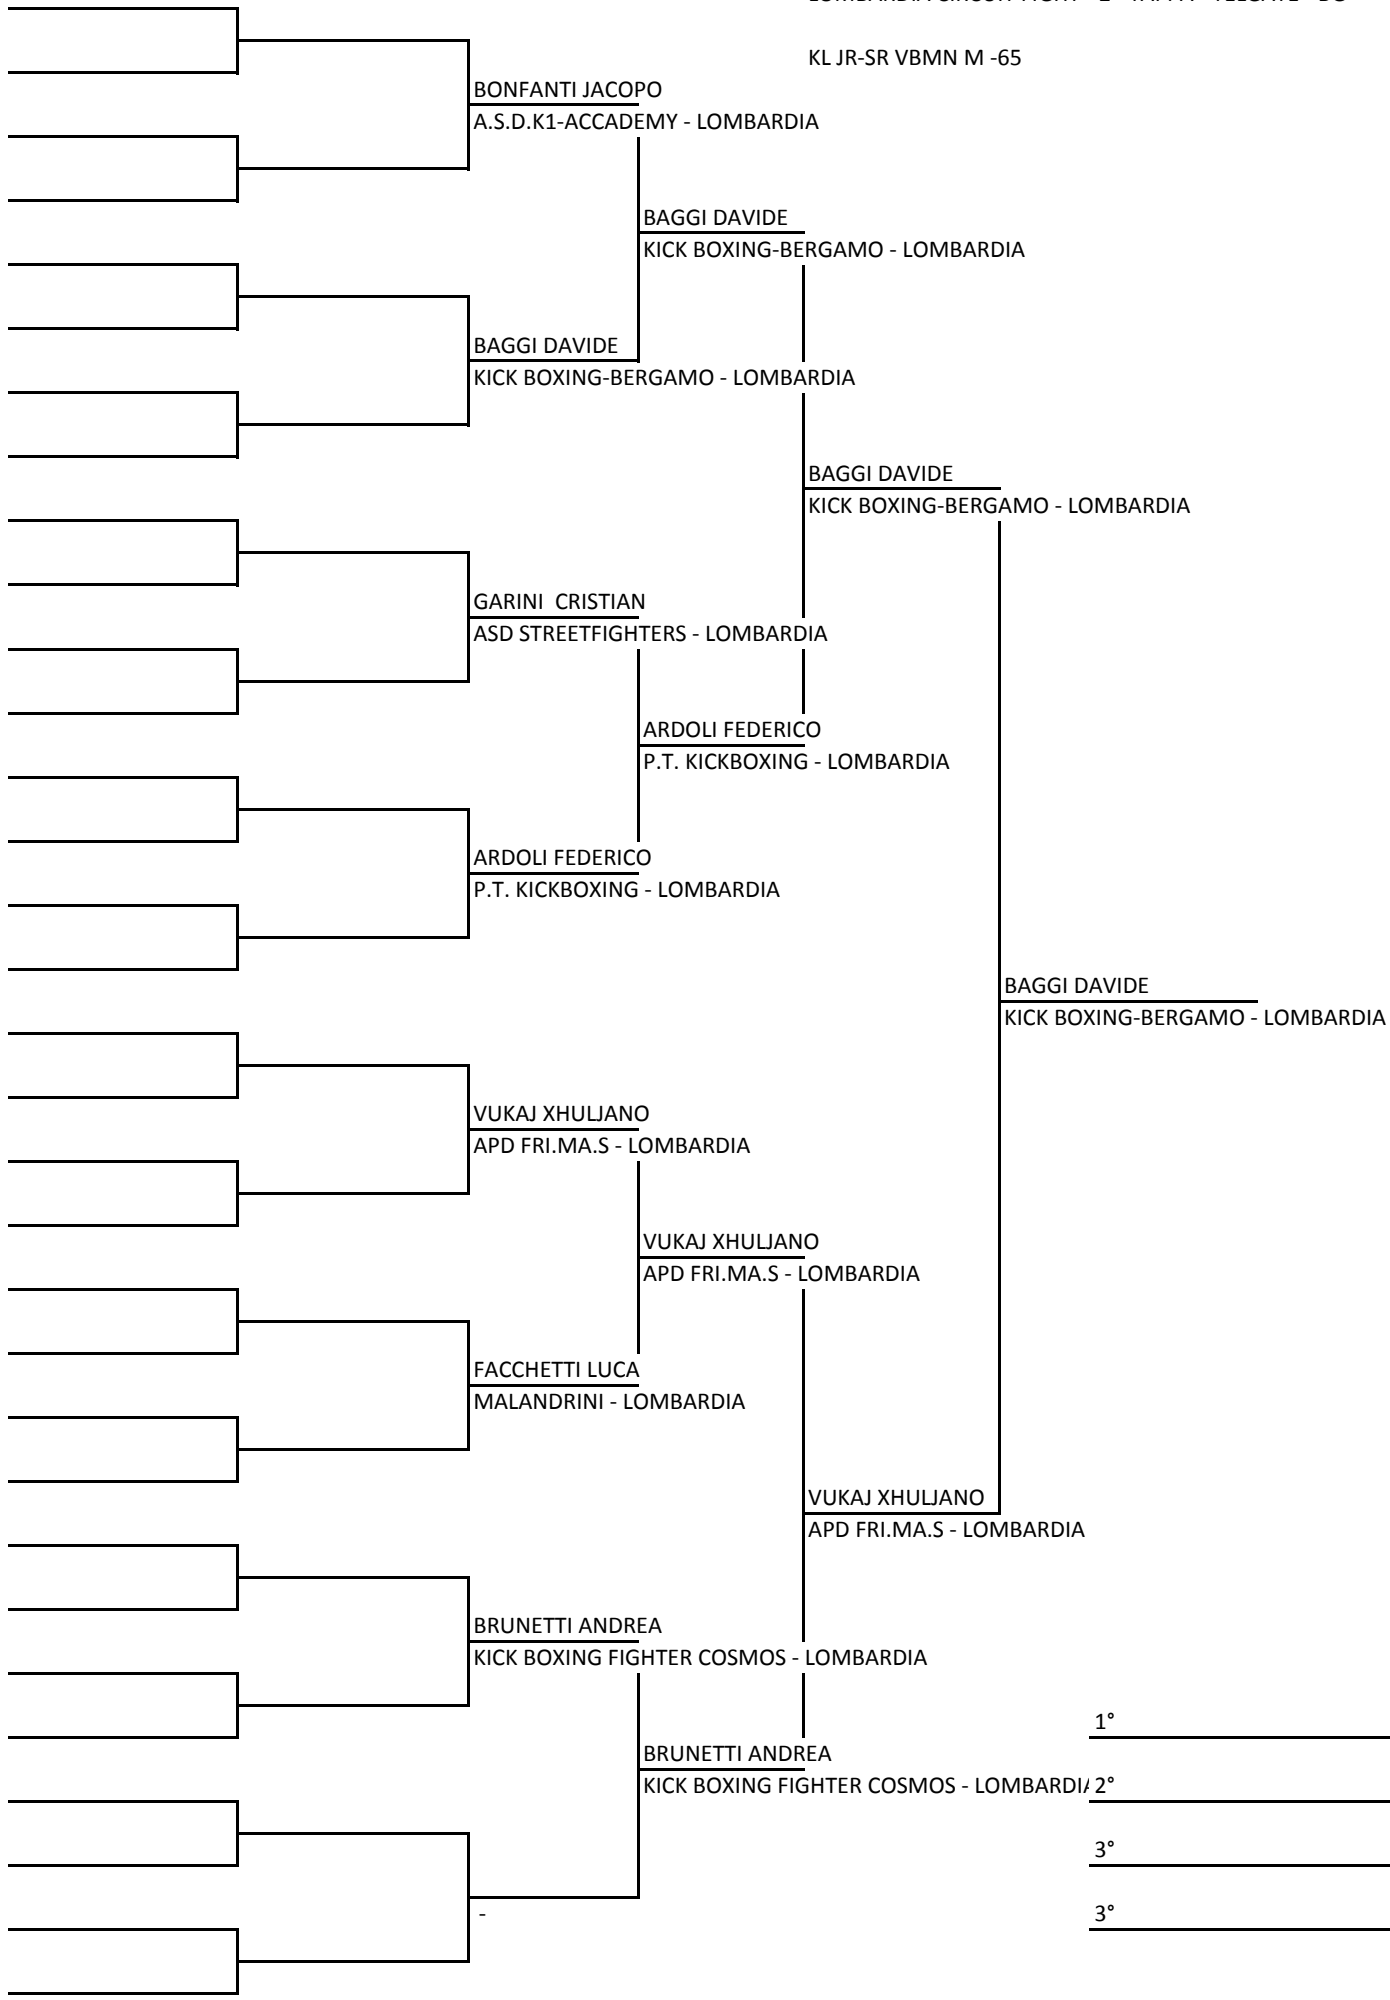 KL JR-SR VBMN M -65
BONFANTI JACOPO
A.S.D.K1-ACCADEMY - LOMBARDIA
BAGGI DAVIDE
KICK BOXING-BERGAMO - LOMBARDIA
BAGGI DAVIDE
KICK BOXING-BERGAMO - LOMBARDIA
BAGGI DAVIDE
KICK BOXING-BERGAMO - LOMBARDIA
GARINI  CRISTIAN
ASD STREETFIGHTERS - LOMBARDIA
ARDOLI FEDERICO
P.T. KICKBOXING - LOMBARDIA
ARDOLI FEDERICO
P.T. KICKBOXING - LOMBARDIA
BAGGI DAVIDE
KICK BOXING-BERGAMO - LOMBARDIA
VUKAJ XHULJANO
APD FRI.MA.S - LOMBARDIA
VUKAJ XHULJANO
APD FRI.MA.S - LOMBARDIA
FACCHETTI LUCA
MALANDRINI - LOMBARDIA
VUKAJ XHULJANO
APD FRI.MA.S - LOMBARDIA
BRUNETTI ANDREA
KICK BOXING FIGHTER COSMOS - LOMBARDIA
1°
BRUNETTI ANDREA
KICK BOXING FIGHTER COSMOS - LOMBARDIA
2°
3°
-
3°